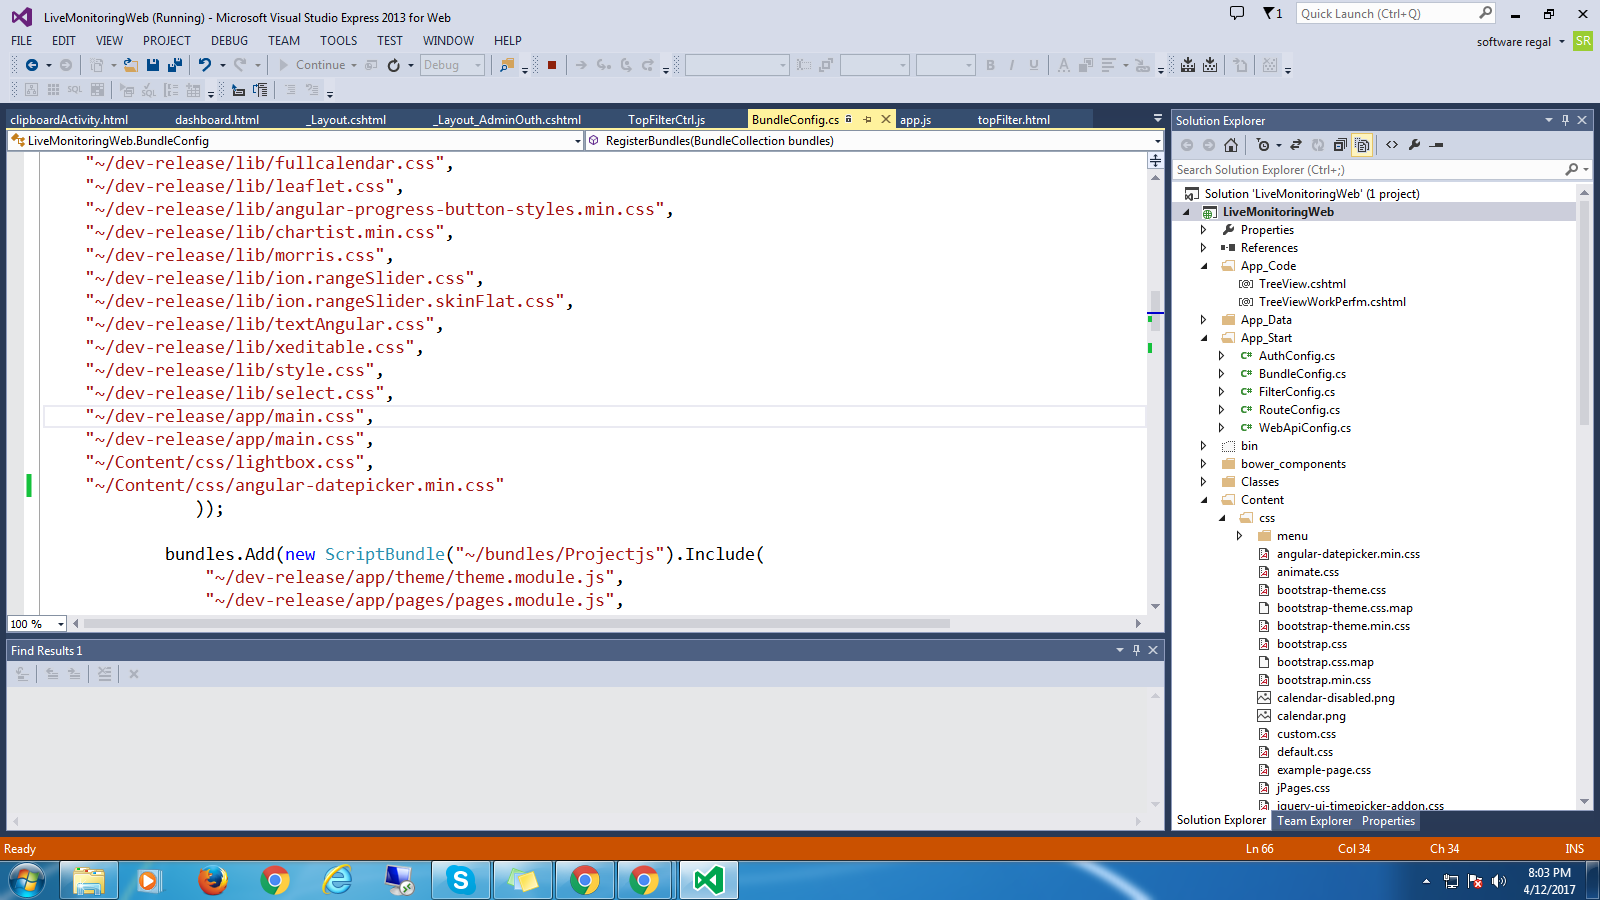 LiveMonitoringWeb (Running) - Microsoft Visual Studio Express 2013 for Web
1
Quick Launch (Ctrl+Q)
FILE EDIT VIEW PROJECT DEBUG TEAM TOOLS TEST WINDOW HELP
software regal
SR
Continue
Debug
B I U
A
SQL
SQL
clipboardActivity.html
dashboard.html
_Layout.cshtml
_Layout_AdminOuth.cshtml
TopFilterCtrl.js
BundleConfig.cs
app.js
topFilter.html
LiveMonitoringWeb.BundleConfig
RegisterBundles(BundleCollection bundles)
"~/dev-release/lib/fullcalendar.css",
"~/dev-release/lib/leaflet.css",
"~/dev-release/lib/angular-progress-button-styles.min.css",
"~/dev-release/lib/chartist.min.css",
"~/dev-release/lib/morris.css",
"~/dev-release/lib/ion.rangeSlider.css",
"~/dev-release/lib/ion.rangeSlider.skinFlat.css",
"~/dev-release/lib/textAngular.css",
"~/dev-release/lib/xeditable.css",
"~/dev-release/lib/style.css",
"~/dev-release/lib/select.css",
"~/dev-release/app/main.css",
"~/dev-release/app/main.css",
"~/Content/css/lightbox.css",
"~/Content/css/angular-datepicker.min.css"
));
bundles.Add(new ScriptBundle("~/bundles/Projectjs").Include(
"~/dev-release/app/theme/theme.module.js",
"~/dev-release/app/pages/pages.module.js",
100 %
Find Results 1
Solution Explorer
Search Solution Explorer (Ctrl+;)
Solution 'LiveMonitoringWeb' (1 project)
LiveMonitoringWeb
Properties
References
App_Code
TreeView.cshtml
TreeViewWorkPerfm.cshtml
App_Data
App_Start
C# AuthConfig.cs
C# BundleConfig.cs
C# FilterConfig.cs
C# RouteConfig.cs
C# WebApiConfig.cs
bin
bower_components
Classes
Content
css
menu
angular-datepicker.min.css
animate.css
bootstrap-theme.css
bootstrap-theme.css.map
bootstrap-theme.min.css
bootstrap.css
bootstrap.css.map
bootstrap.min.css
calendar-disabled.png
calendar.png
custom.css
default.css
example-page.css
jPages.css
jquery-ui-timepicker-addon.css
Solution Explorer Team Explorer Properties
Ready
Ln 66
Col 34
Ch 34
INS
8:03 PM
4/12/2017